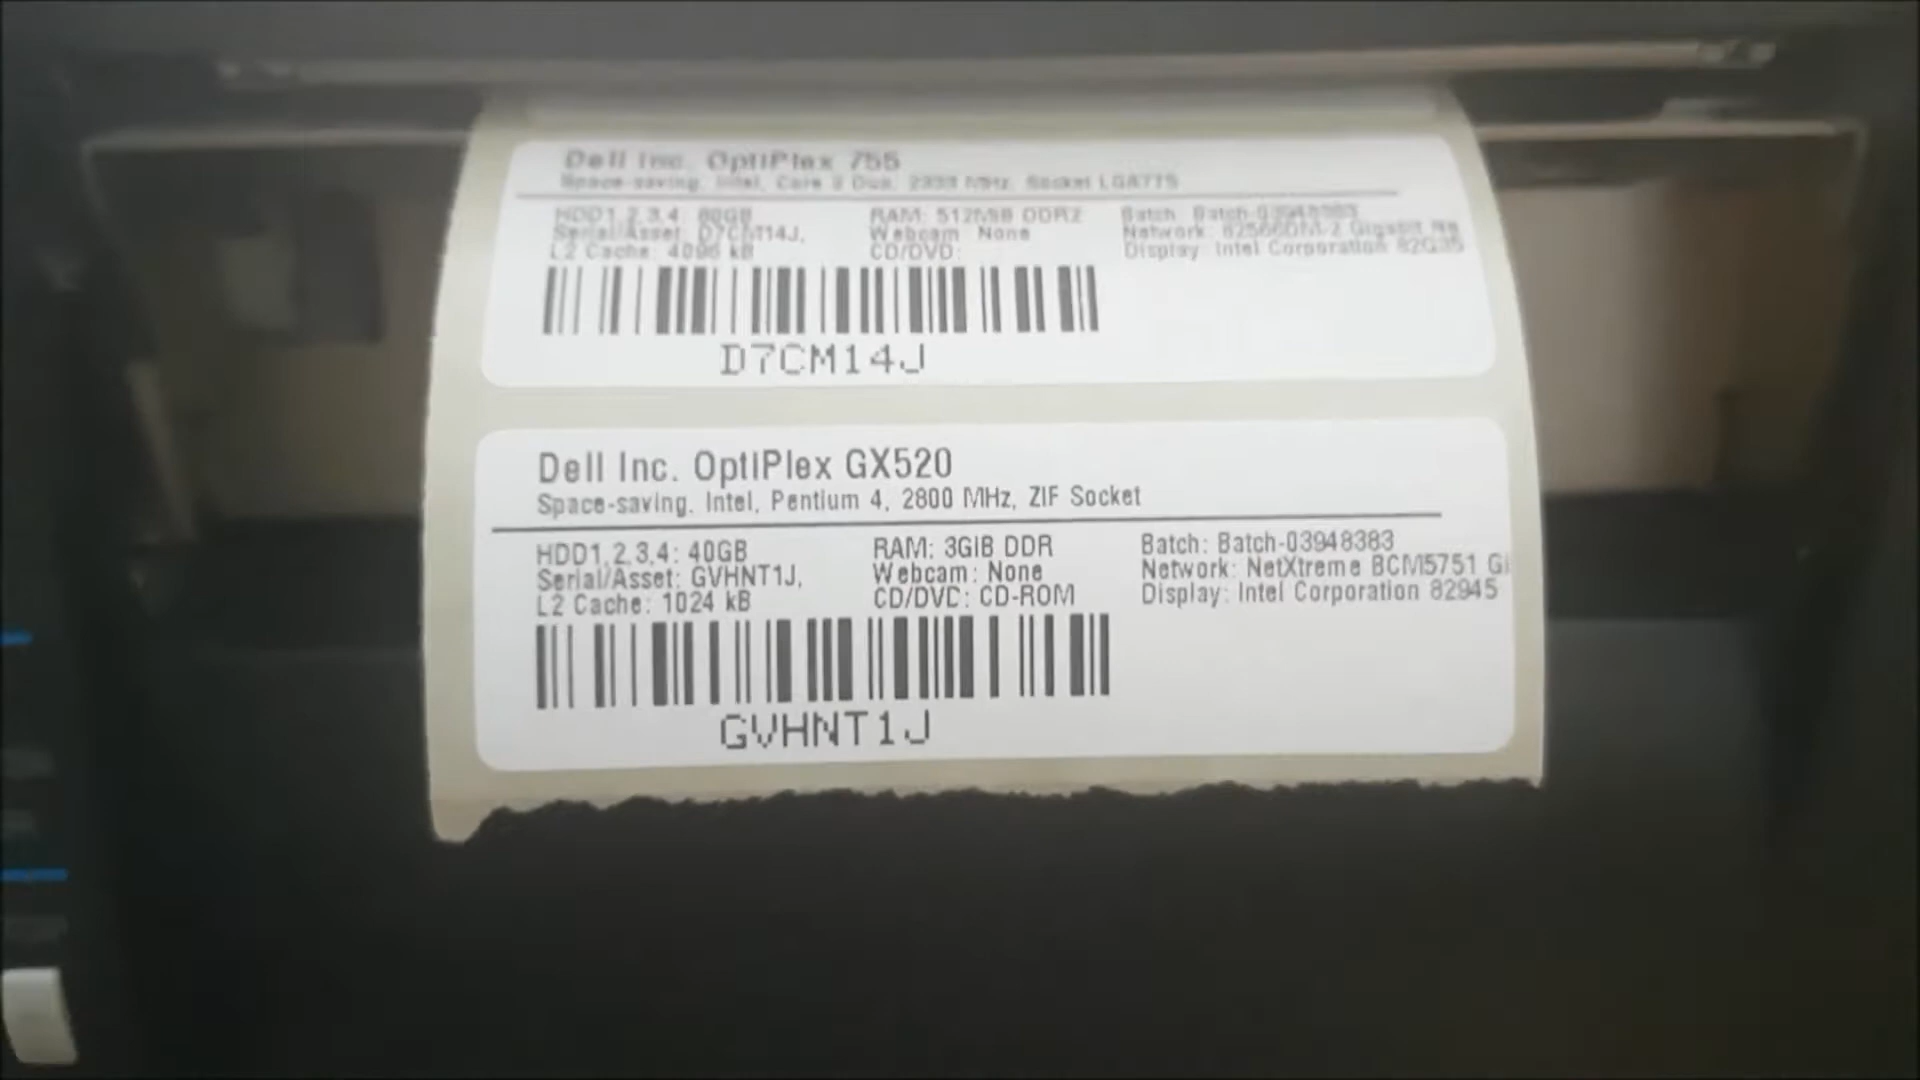 Dell Inc. OptiPlex 755
Space-saving, Intel, Core 2 Duo, 2333 MHz, Socket LGA775
HDD1,2,3,4: 80GB RAM: 512MiB DDR2 Batch: Batch-03948383
Serial/Asset: D7CM14J, Webcam: None Network: 82566DM-2 Gigabit Ne
L2 Cache: 4096 kB CD/DVD: Display: Intel Corporation 82Q35
D7CM14J
Dell Inc. OptiPlex GX520
Space-saving, Intel, Pentium 4, 2800 MHz, ZIF Socket
HDD1,2,3,4: 40GB RAM: 3GiB DDR Batch: Batch-03948383
Serial/Asset: GVHNT1J, Webcam: None Network: NetXtreme BCM5751 Gi
L2 Cache: 1024 kB CD/DVD: CD-ROM Display: Intel Corporation 82945
GVHNT1J